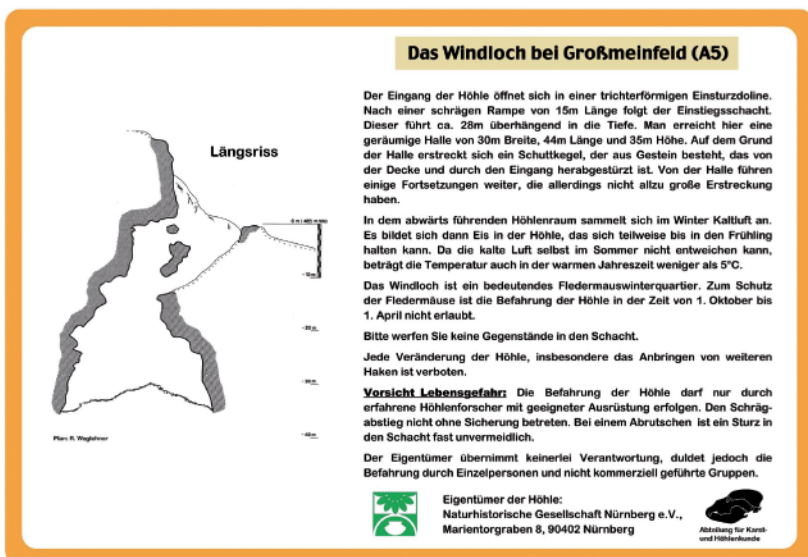 Das Windloch bei Großmeinfeld (A5)
Längsriss
Der Eingang der Höhle öffnet sich in einer trichterförmigen Einsturzdoline.
Nach einer schrägen Rampe von 15m Länge folgt der Einstiegsschacht.
Dieser führt ca. 28m überhängend in die Tiefe. Man erreicht hier eine
geräumige Halle von 30m Breite, 44m Länge und 35m Höhe. Auf dem Grund
der Halle erstreckt sich ein Schuttkegel, der aus Gestein besteht, das von
der Decke und durch den Eingang herabgestürzt ist. Von der Halle führen
einige Fortsetzungen weiter, die allerdings nicht allzu große Erstreckung
haben.
In dem abwärts führenden Höhlenraum sammelt sich im Winter Kaltluft an.
Es bildet sich dann Eis in der Höhle, das sich teilweise bis in den Frühling
halten kann. Da die kalte Luft selbst im Sommer nicht entweichen kann,
beträgt die Temperatur auch in der warmen Jahreszeit weniger als 5°C.
Das Windloch ist ein bedeutendes Fledermauswinterquartier. Zum Schutz
der Fledermäuse ist die Befahrung der Höhle in der Zeit von 1. Oktober bis
1. April nicht erlaubt.
Bitte werfen Sie keine Gegenstände in den Schacht.
Jede Veränderung der Höhle, insbesondere das Anbringen von weiteren
Haken ist verboten.
Vorsicht Lebensgefahr: Die Befahrung der Höhle darf nur durch
erfahrene Höhlenforscher mit geeigneter Ausrüstung erfolgen. Den Schräg-
abstieg nicht ohne Sicherung betreten. Bei einem Abrutschen ist ein Sturz in
den Schacht fast unvermeidlich.
Der Eigentümer übernimmt keinerlei Verantwortung, duldet jedoch die
Befahrung durch Einzelpersonen und nicht kommerziell geführte Gruppen.
Plan: R. Weglehner
Eigentümer der Höhle:
Naturhistorische Gesellschaft Nürnberg e.V.,
Marientorgraben 8, 90402 Nürnberg
Abteilung für Karst-
und Höhlenkunde